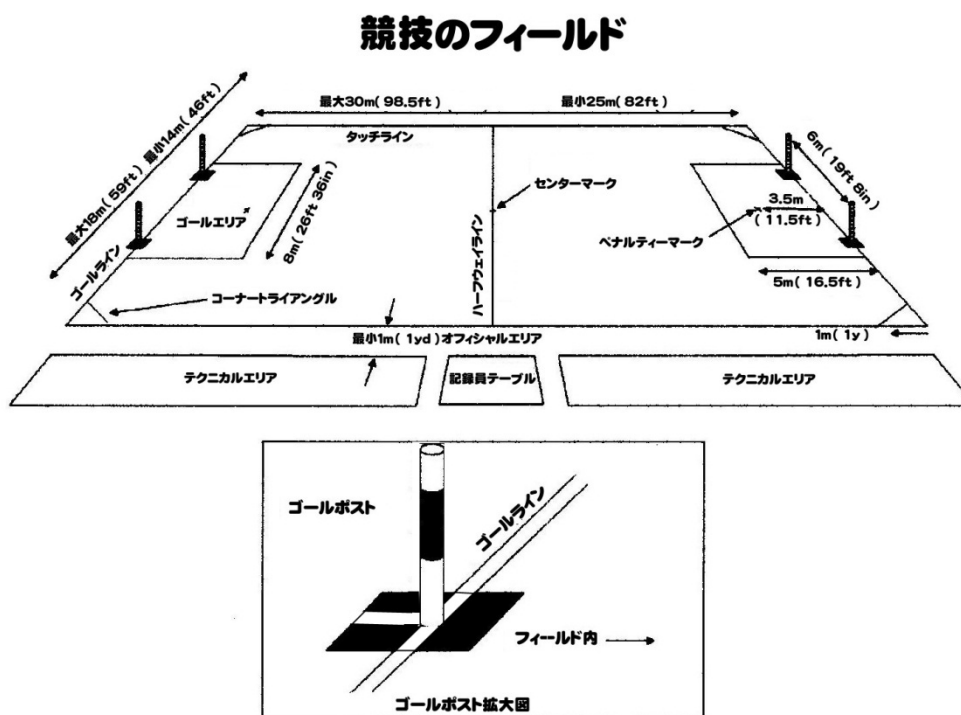 競技のフィールド
最大30m( 98.5ft ) 最小25m( 82ft )
最大18m( 59ft ) 最小14m( 46ft )
タッチライン
6m( 19ft 8in)
センターマーク
3.5m
( 11.5ft )
ゴールエリア
8m( 26ft 36in)
ペナルティーマーク
ゴールライン
ハーフウェイライン
5m( 16.5ft )
コーナートライアングル
最小1m( 1yd ) オフィシャルエリア
1m( 1y )
テクニカルエリア
記録員テーブル
テクニカルエリア
ゴールポスト
ゴールライン
フィールド内
ゴールポスト拡大図